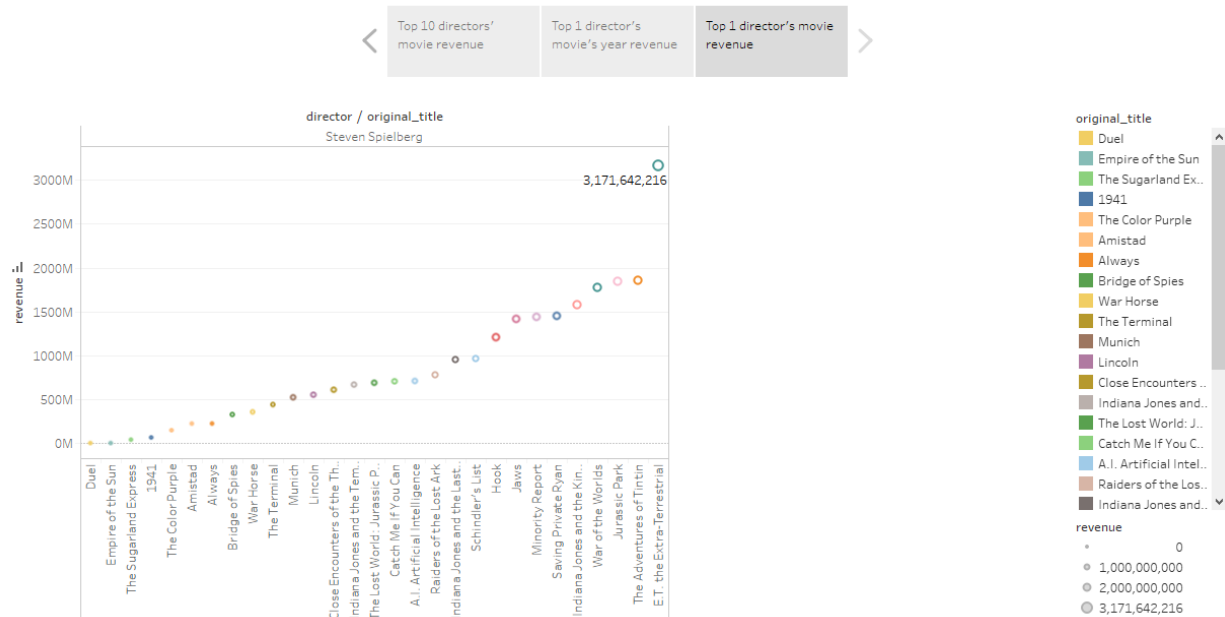 Top 10 directors'
movie revenue
Top 1 director's
movie's year revenue
Top 1 director's movie
revenue
director / original_title
Steven Spielberg
revenue
3000M
2500M
2000M
1500M
1000M
500M
0M
3,171,642,216
Duel
Empire of the Sun
The Sugarland Express
1941
The Color Purple
Amistad
Always
Bridge of Spies
War Horse
The Terminal
Munich
Lincoln
Close Encounters of the Th..
Indiana Jones and the Tem..
The Lost World: Jurassic P..
Catch Me If You Can
A.I. Artificial Intelligence
Raiders of the Lost Ark
Indiana Jones and the Last..
Schindler's List
Hook
Jaws
Minority Report
Saving Private Ryan
Indiana Jones and the Kin..
War of the Worlds
Jurassic Park
The Adventures of Tintin
E.T. the Extra-Terrestrial
original_title
Duel
Empire of the Sun
The Sugarland Ex..
1941
The Color Purple
Amistad
Always
Bridge of Spies
War Horse
The Terminal
Munich
Lincoln
Close Encounters ..
Indiana Jones and..
The Lost World: J..
Catch Me If You C..
A.I. Artificial Intel..
Raiders of the Los..
Indiana Jones and..
revenue
0
1,000,000,000
2,000,000,000
3,171,642,216